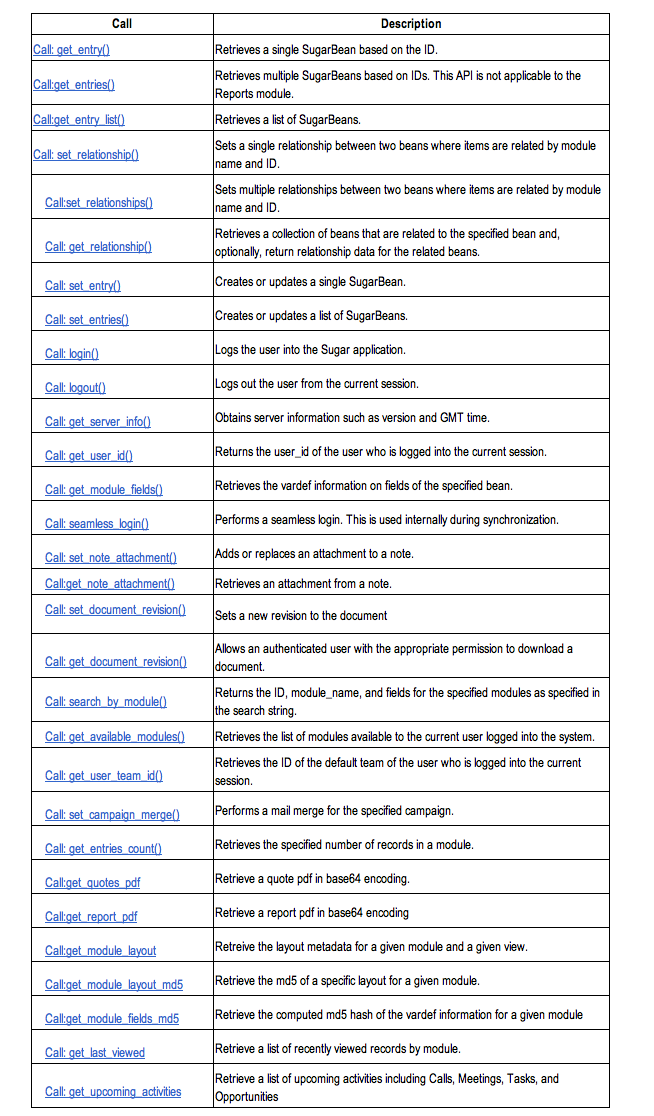 Call Description
Call: get_entry() Retrieves a single SugarBean based on the ID.
Call:get_entries() Retrieves multiple SugarBeans based on IDs. This API is not applicable to the
Reports module.
Call:get_entry_list() Retrieves a list of SugarBeans.
Call: set_relationship() Sets a single relationship between two beans where items are related by module
name and ID.
Call:set_relationships() Sets multiple relationships between two beans where items are related by module
name and ID.
Call: get_relationship() Retrieves a collection of beans that are related to the specified bean and,
optionally, return relationship data for the related beans.
Call: set_entry() Creates or updates a single SugarBean.
Call: set_entries() Creates or updates a list of SugarBeans.
Call: login() Logs the user into the Sugar application.
Call: logout() Logs out the user from the current session.
Call: get_server_info() Obtains server information such as version and GMT time.
Call: get_user_id() Returns the user_id of the user who is logged into the current session.
Call: get_module_fields() Retrieves the vardef information on fields of the specified bean.
Call: seamless_login() Performs a seamless login. This is used internally during synchronization.
Call: set_note_attachment() Adds or replaces an attachment to a note.
Call:get_note_attachment() Retrieves an attachment from a note.
Call: set_document_revision() Sets a new revision to the document
Call: get_document_revision() Allows an authenticated user with the appropriate permission to download a
document.
Call: search_by_module() Returns the ID, module_name, and fields for the specified modules as specified in
the search string.
Call: get_available_modules() Retrieves the list of modules available to the current user logged into the system.
Call: get_user_team_id() Retrieves the ID of the default team of the user who is logged into the current
session.
Call: set_campaign_merge() Performs a mail merge for the specified campaign.
Call: get_entries_count() Retrieves the specified number of records in a module.
Call:get_quotes_pdf Retrieve a quote pdf in base64 encoding.
Call:get_report_pdf Retrieve a report pdf in base64 encoding
Call:get_module_layout Retreive the layout metadata for a given module and a given view.
Call:get_module_layout_md5 Retrieve the md5 of a specific layout for a given module.
Call:get_module_fields_md5 Retrieve the computed md5 hash of the vardef information for a given module
Call: get_last_viewed Retrieve a list of recently viewed records by module.
Call: get_upcoming_activities Retrieve a list of upcoming activities including Calls, Meetings, Tasks, and
Opportunities